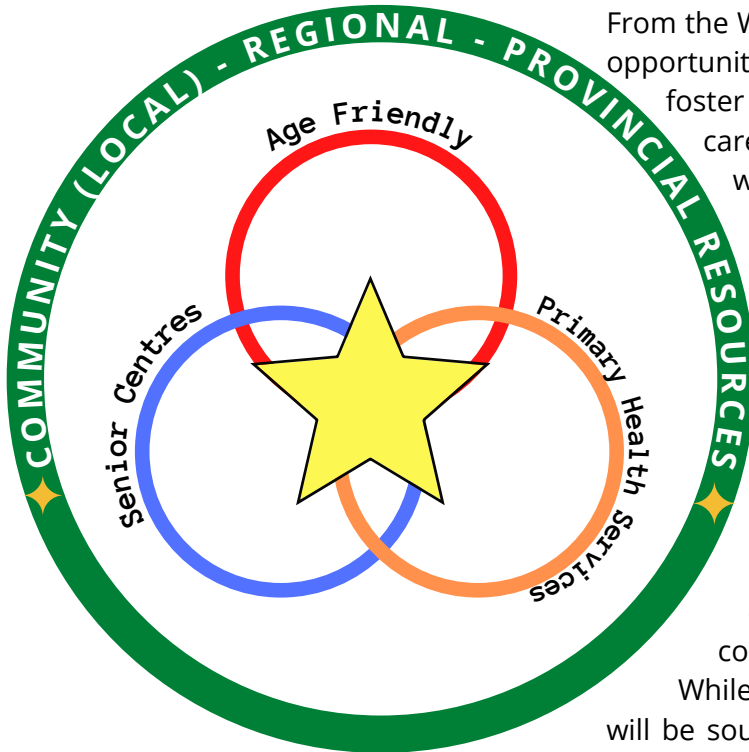 COMMUNITY (LOCAL) - REGIONAL - PROVINCIAL RESOURCES
From the
opportunit
foster
care
w
Age Friendly
Senior Centres
Primary Health Services
co
While
will be sou